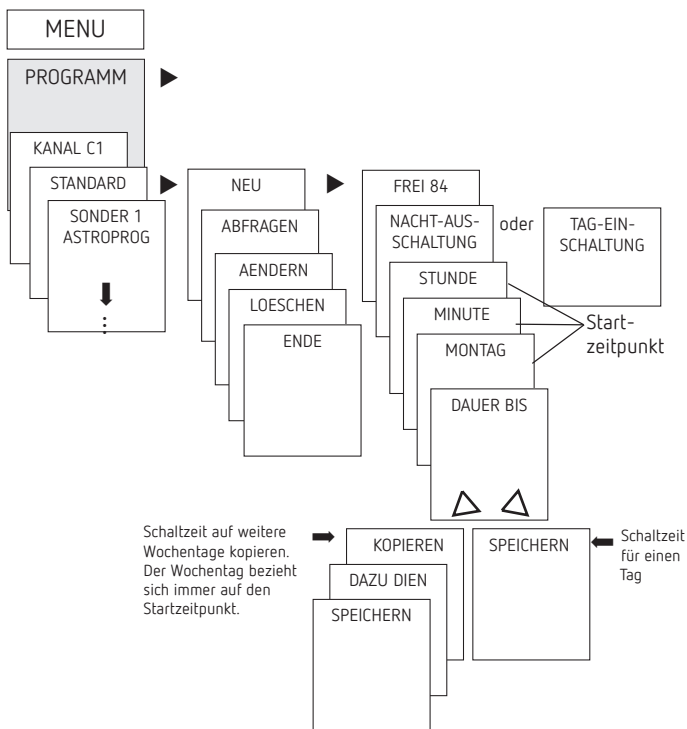 MENU
PROGRAMM
KANAL C1
STANDARD
SONDER 1
ASTROPROG
NEU
ABFRAGEN
AENDERN
LOESCHEN
ENDE
FREI 84
NACHT-AUS-
SCHALTUNG
oder
TAG-EIN-
SCHALTUNG
STUNDE
MINUTE
MONTAG
Start-
zeitpunkt
DAUER BIS
Schaltzeit auf weitere
Wochentage kopieren.
Der Wochentag bezieht
sich immer auf den
Startzeitpunkt.
KOPIEREN
DAZU DIEN
SPEICHERN
SPEICHERN
Schaltzeit
für einen
Tag